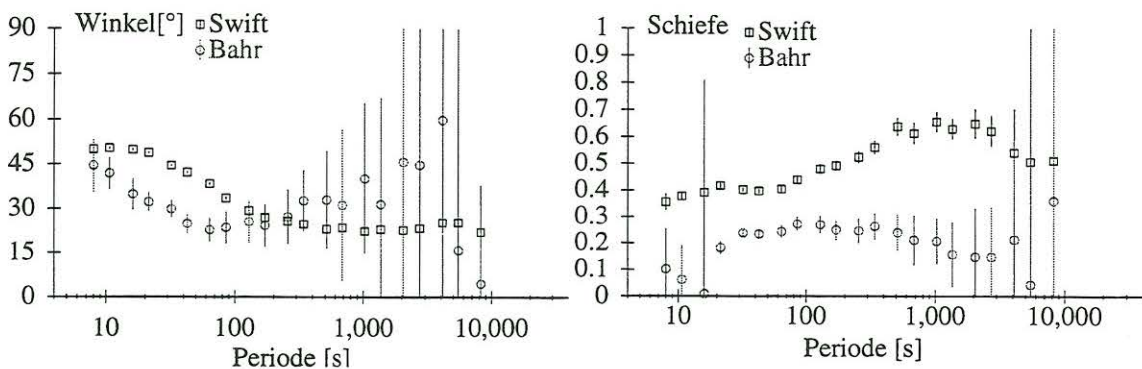 90 Winkel[°] Swift
Bahr
75
60
45
30
15
0
10 100 1,000 10,000
Periode [s]
1 Schiefe Swift
0.9 Bahr
0.8
0.7
0.6
0.5
0.4
0.3
0.2
0.1
0
10 100 1,000 10,000
Periode [s]